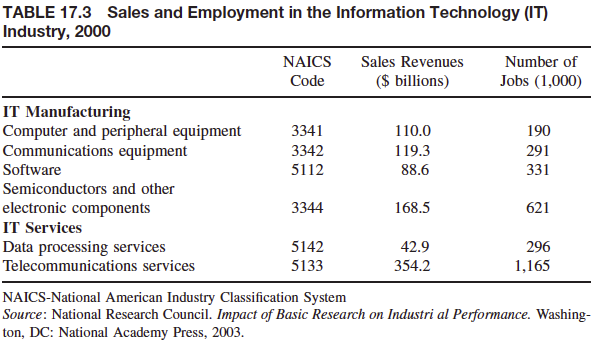 TABLE 17.3 Sales and Employment in the Information Technology (IT)
Industry, 2000
NAICS Sales Revenues Number of
Code ($ billions) Jobs (1,000)
IT Manufacturing
Computer and peripheral equipment 3341 110.0 190
Communications equipment 3342 119.3 291
Software 5112 88.6 331
Semiconductors and other
electronic components 3344 168.5 621
IT Services
Data processing services 5142 42.9 296
Telecommunications services 5133 354.2 1,165
NAICS-National American Industry Classification System
Source: National Research Council. Impact of Basic Research on Industri al Performance. Washing-
ton, DC: National Academy Press, 2003.